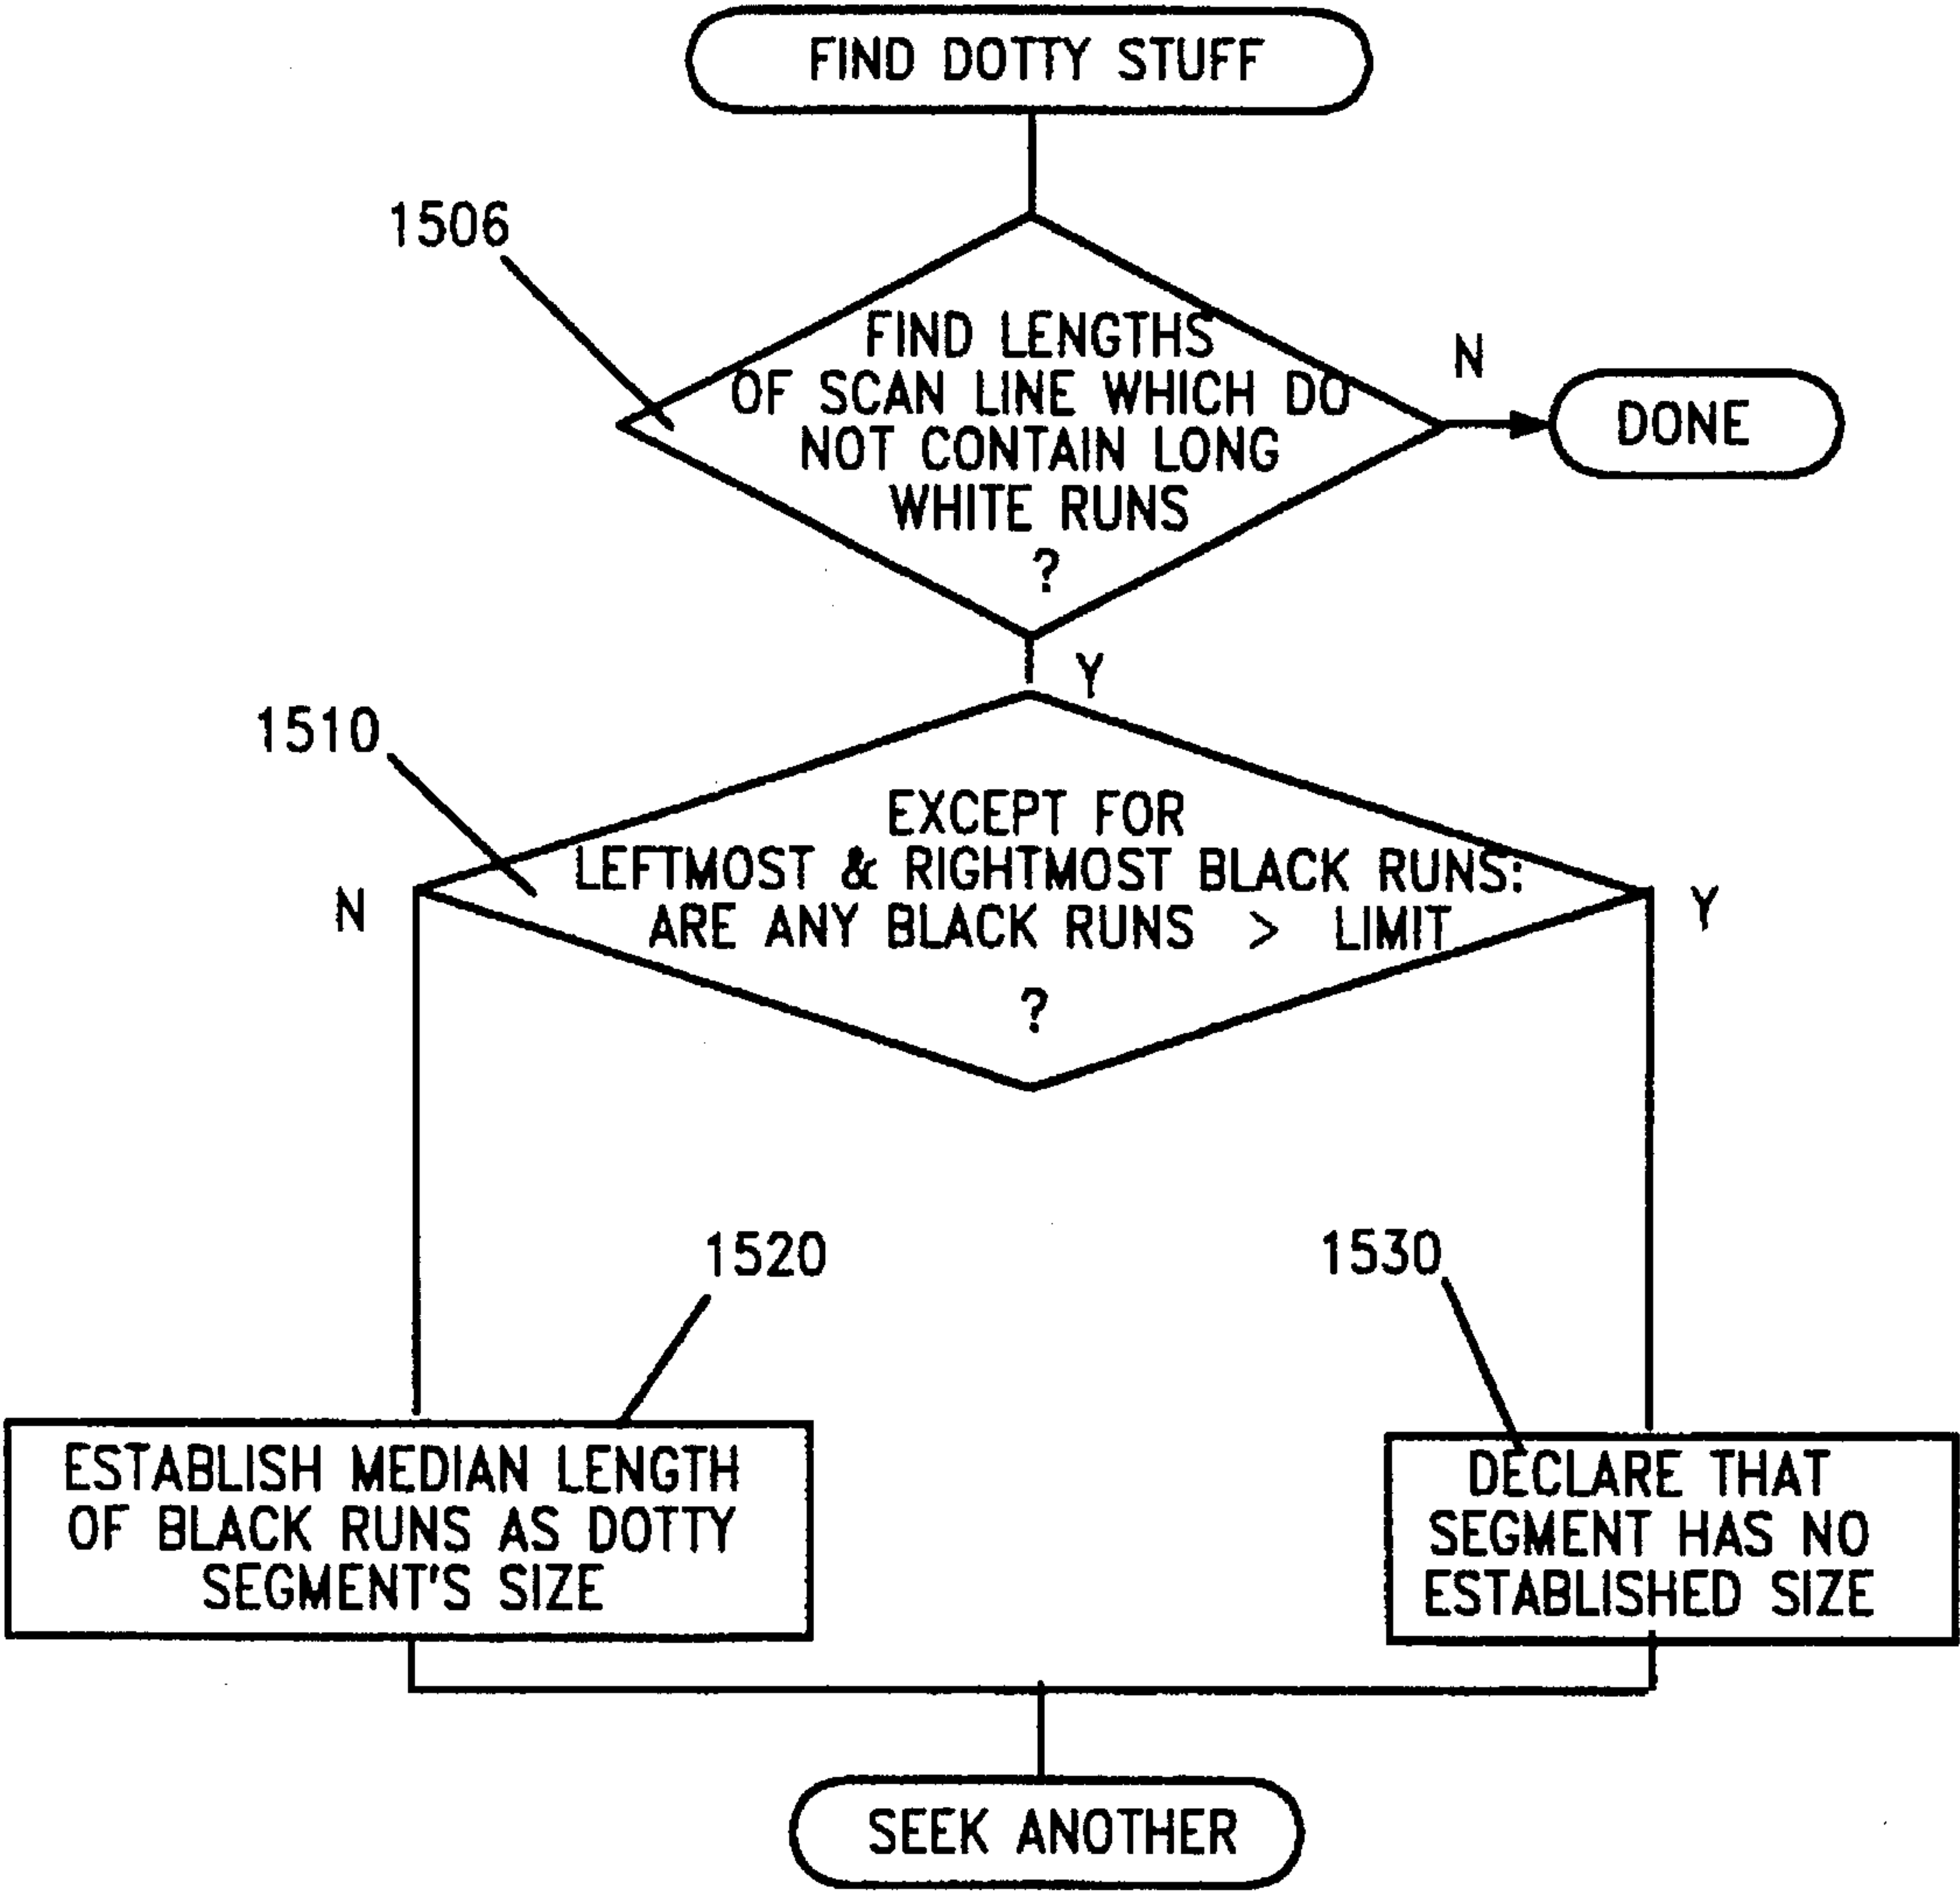 FIND DOTTY STUFF
1506
FIND LENGTHS
OF SCAN LINE WHICH DO
NOT CONTAIN LONG
WHITE RUNS
?
N
DONE
Y
1510
EXCEPT FOR
LEFTMOST & RIGHTMOST BLACK RUNS:
ARE ANY BLACK RUNS > LIMIT
?
N
Y
1520
1530
ESTABLISH MEDIAN LENGTH
OF BLACK RUNS AS DOTTY
SEGMENT'S SIZE
DECLARE THAT
SEGMENT HAS NO
ESTABLISHED SIZE
SEEK ANOTHER